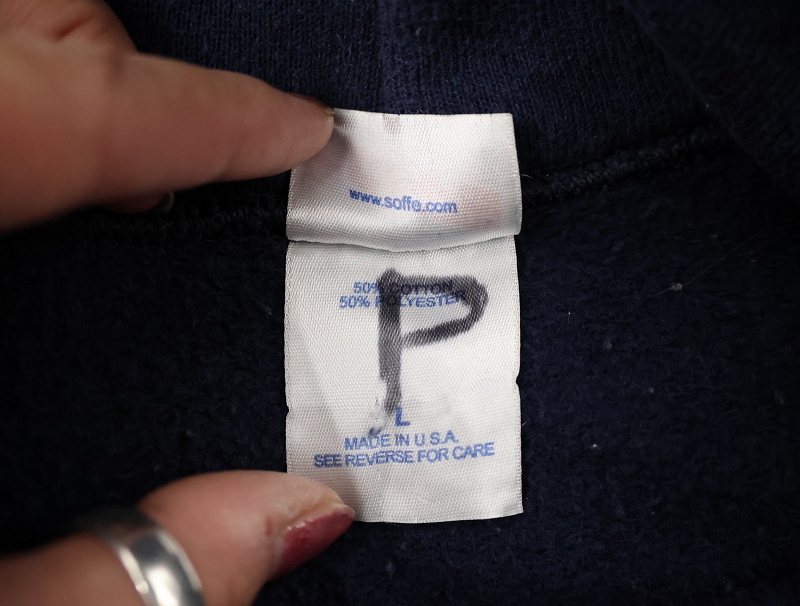 www.soffe.com
50% COTTON
50% POLYESTER
P
L
MADE IN U.S.A.
SEE REVERSE FOR CARE